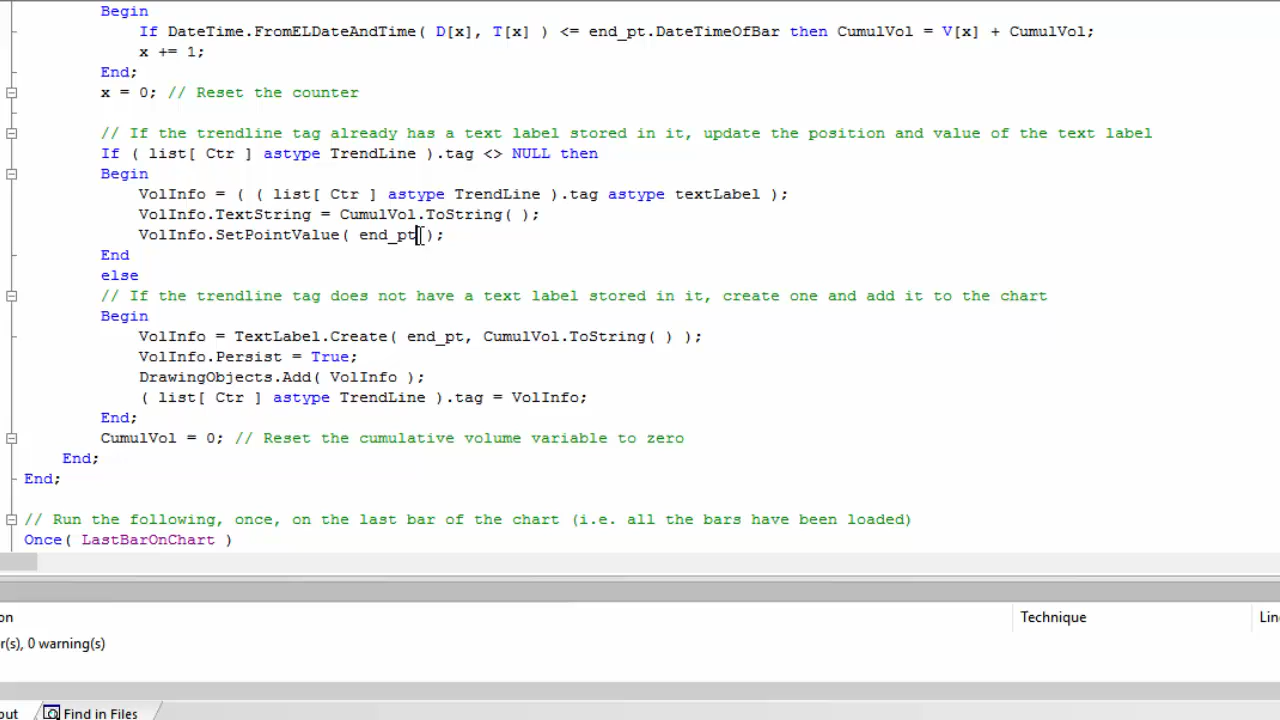 Begin
If DateTime.FromELDateAndTime( D[x], T[x] ) <= end_pt.DateTimeOfBar then CumulVol = V[x] + CumulVol;
x += 1;
End;
x = 0; // Reset the counter
// If the trendline tag already has a text label stored in it, update the position and value of the text label
If ( list[ Ctr ] astype TrendLine ).tag <> NULL then
Begin
VolInfo = ( ( list[ Ctr ] astype TrendLine ).tag astype textLabel );
VolInfo.TextString = CumulVol.ToString( );
VolInfo.SetPointValue( end_pt );
End
else
// If the trendline tag does not have a text label stored in it, create one and add it to the chart
Begin
VolInfo = TextLabel.Create( end_pt, CumulVol.ToString( ) );
VolInfo.Persist = True;
DrawingObjects.Add( VolInfo );
( list[ Ctr ] astype TrendLine ).tag = VolInfo;
End;
CumulVol = 0; // Reset the cumulative volume variable to zero
End;
End;
// Run the following, once, on the last bar of the chart (i.e. all the bars have been loaded)
Once( LastBarOnChart )
on Technique Lin
r(s), 0 warning(s)
out Find in Files